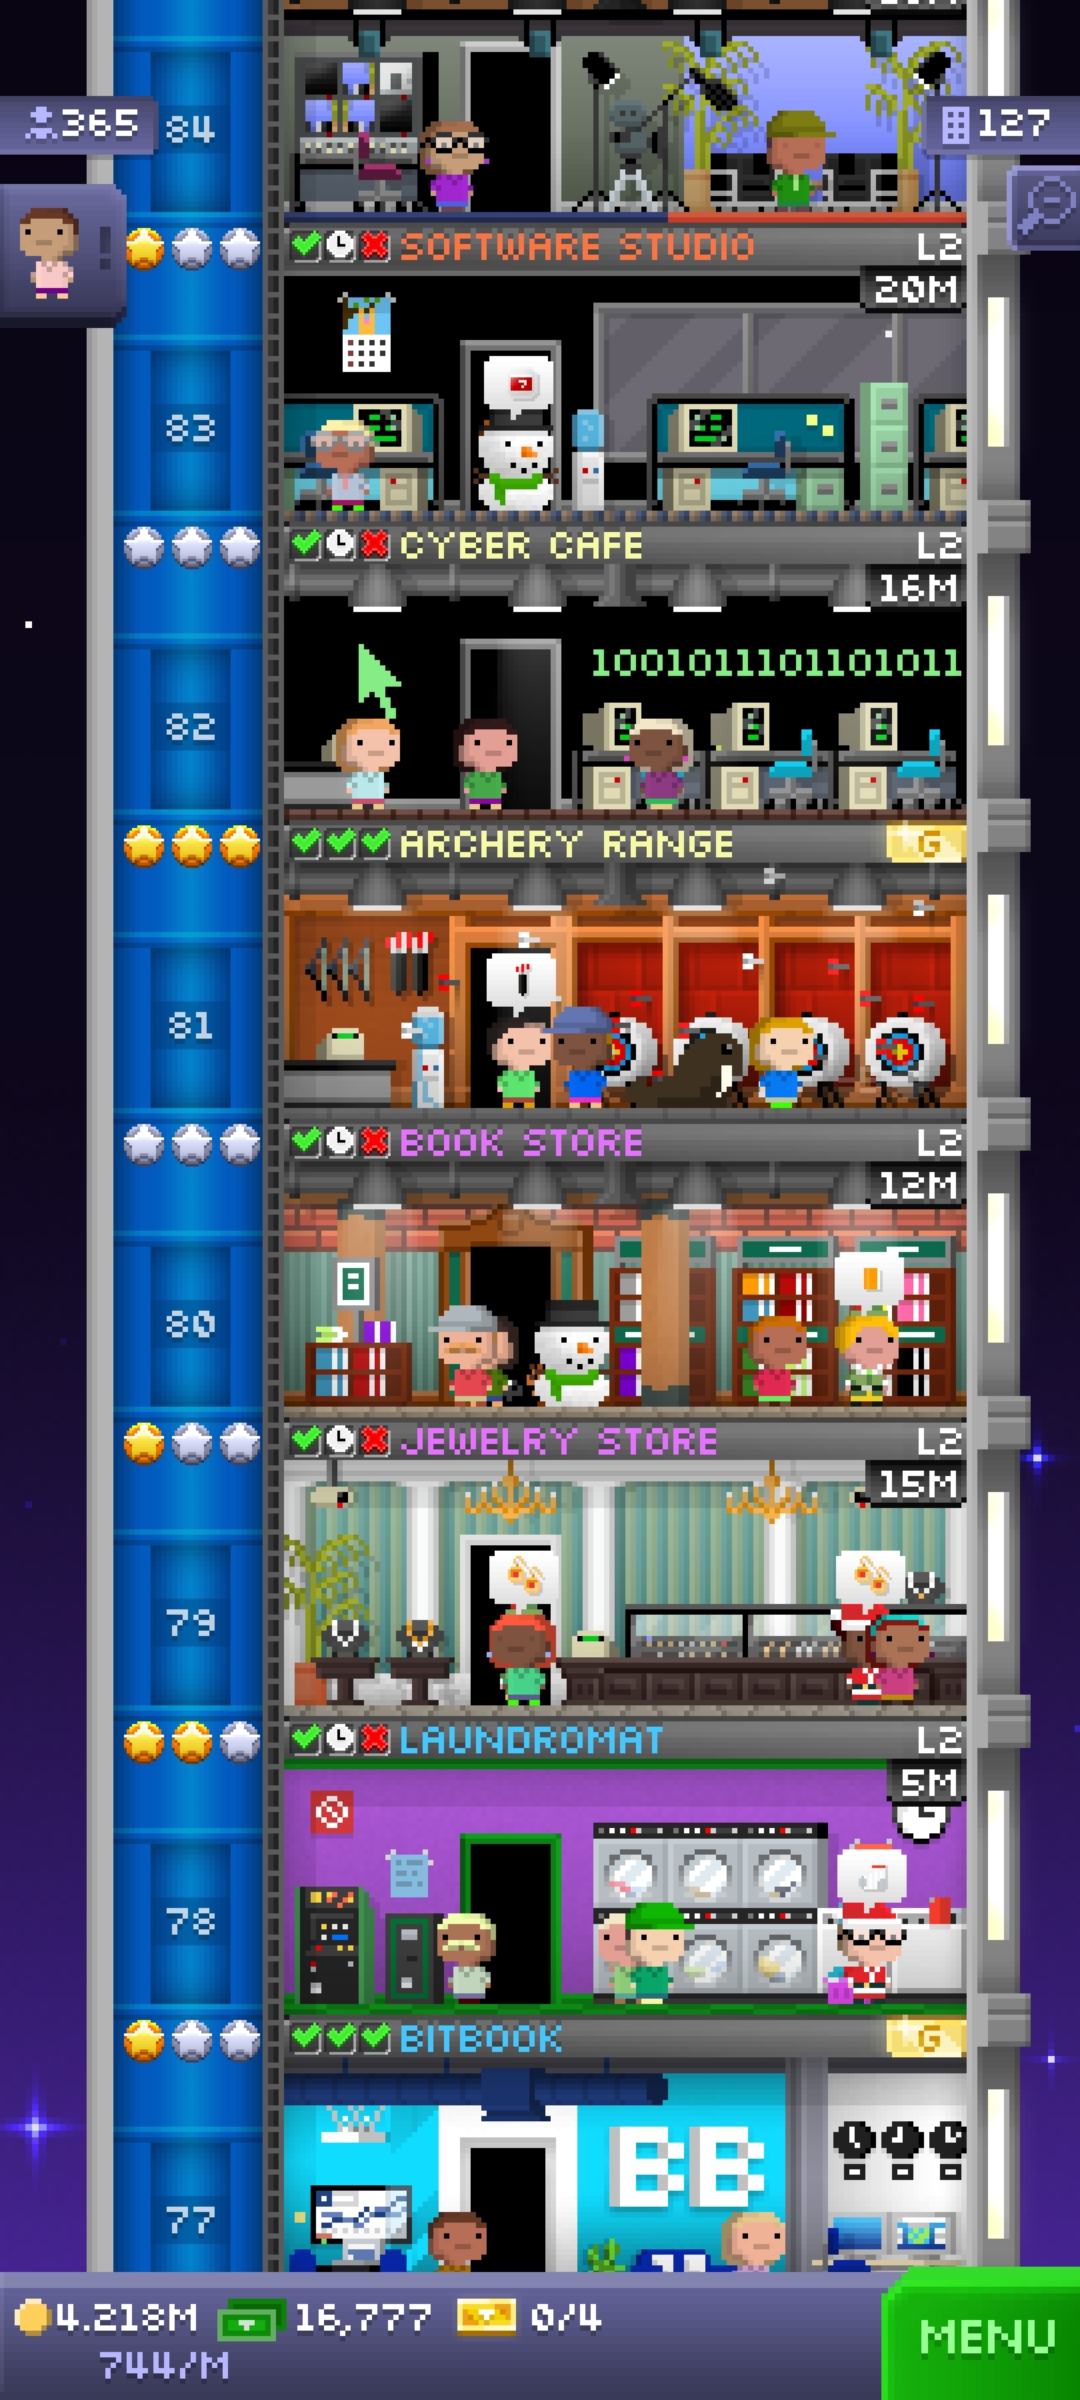 84
365
127
SOFTWARE STUDIO L2
20M
83
CYBER CAFE L2
16M
1001011101101011
82
ARCHERY RANGE G
81
BOOK STORE L2
12M
80
JEWELRY STORE L2
15M
79
LAUNDROMAT L2
5M
78
BITBOOK G
BB
77
4.218M 16,777 0/4
744/M
MENU